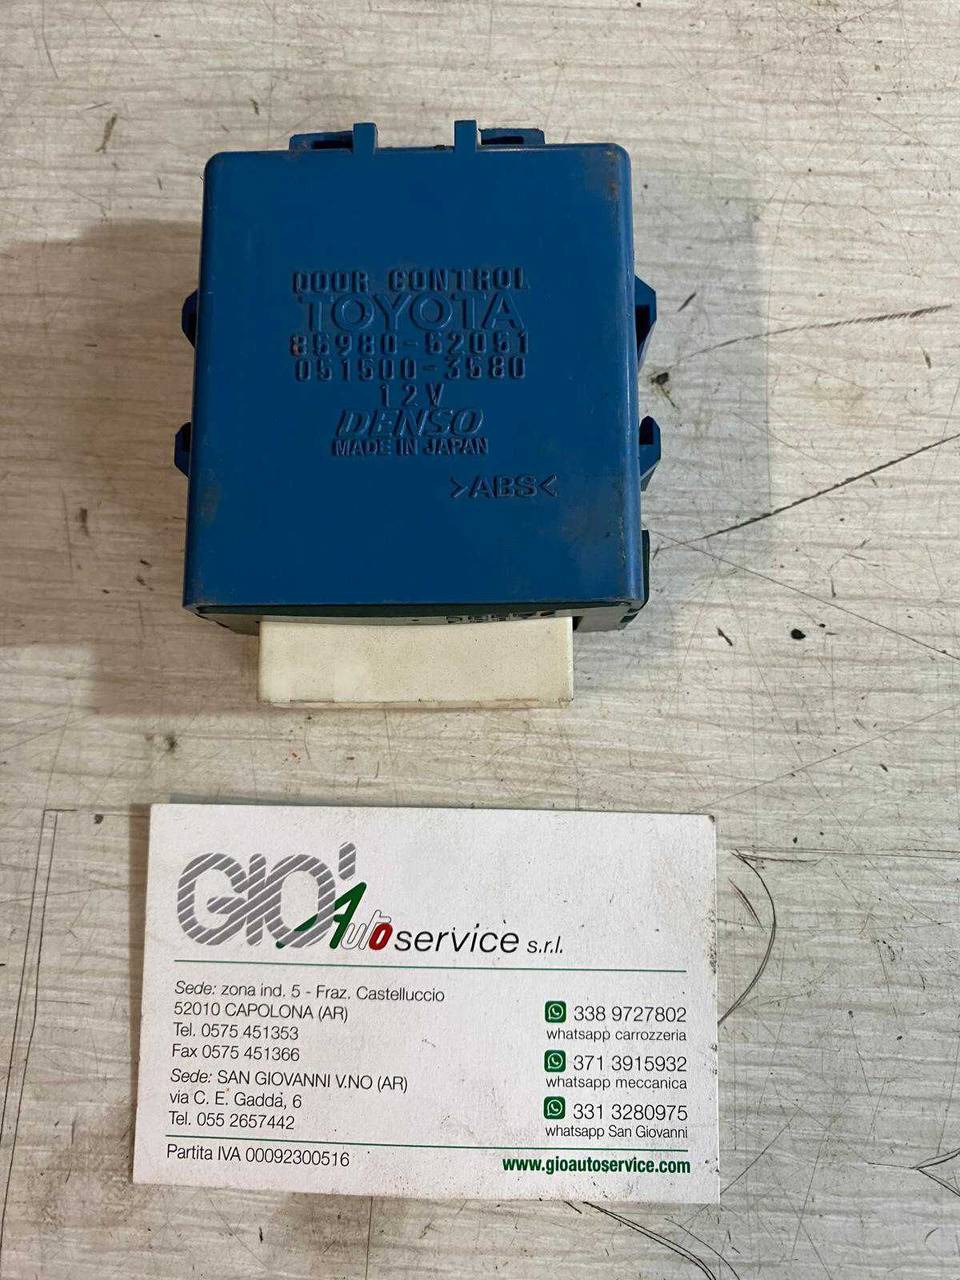 DOOR CONTROL
TOYOTA
85980-52051
051500-3580
12V
DENSO
MADE IN JAPAN
>ABS<
GIO' Auto service s.r.l.
Sede: zona ind. 5 - Fraz. Castelluccio
52010 CAPOLONA (AR)
Tel. 0575 451353
Fax 0575 451366
Sede: SAN GIOVANNI V.NO (AR)
via C. E. Gadda, 6
Tel. 055 2657442
338 9727802
whatsapp carrozzeria
371 3915932
whatsapp meccanica
331 3280975
whatsapp San Giovanni
Partita IVA 00092300516
www.gioautoservice.com